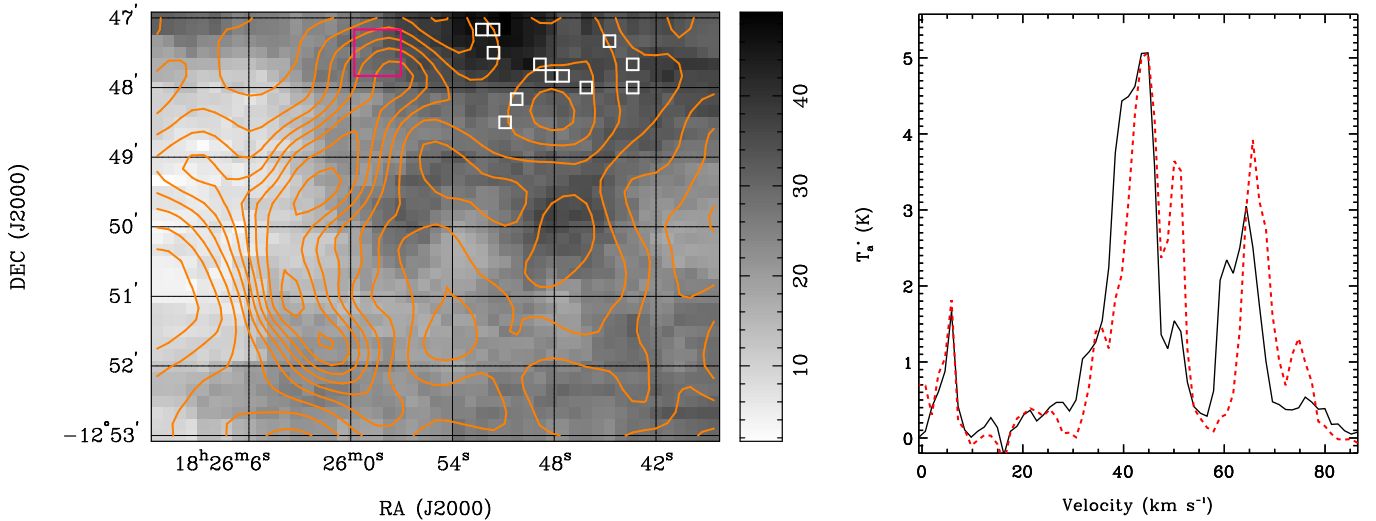 47′
48′
49′
50′
51′
52′
−12°53′
DEC (J2000)
18ʰ26ᵐ6ˢ
26ᵐ0ˢ
54ˢ
48ˢ
42ˢ
RA (J2000)
40
30
20
10
5
4
3
2
1
0
Tₐ* (K)
0
20
40
60
80
Velocity (km s⁻¹)